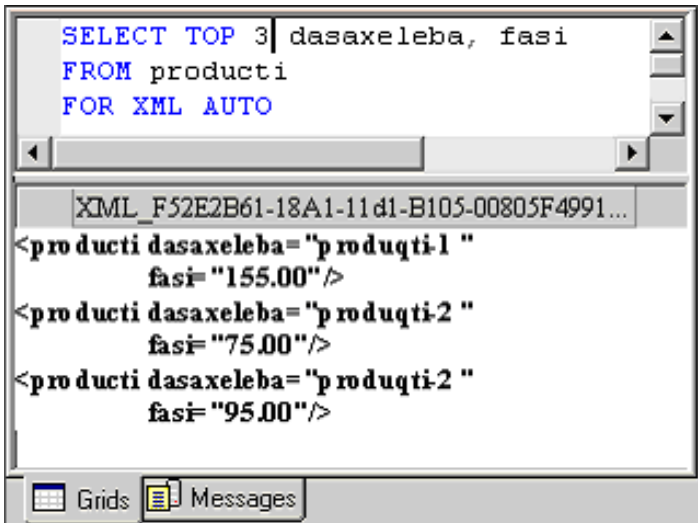 SELECT TOP 3 dasaxeleba, fasi
FROM producti
FOR XML AUTO
XML_F52E2B61-18A1-11d1-B105-00805F4991...
<producti dasaxeleba="produqti-1 "
fasi="155.00"/>
<producti dasaxeleba="produqti-2 "
fasi="75.00"/>
<producti dasaxeleba="produqti-2 "
fasi="95.00"/>
Grids Messages